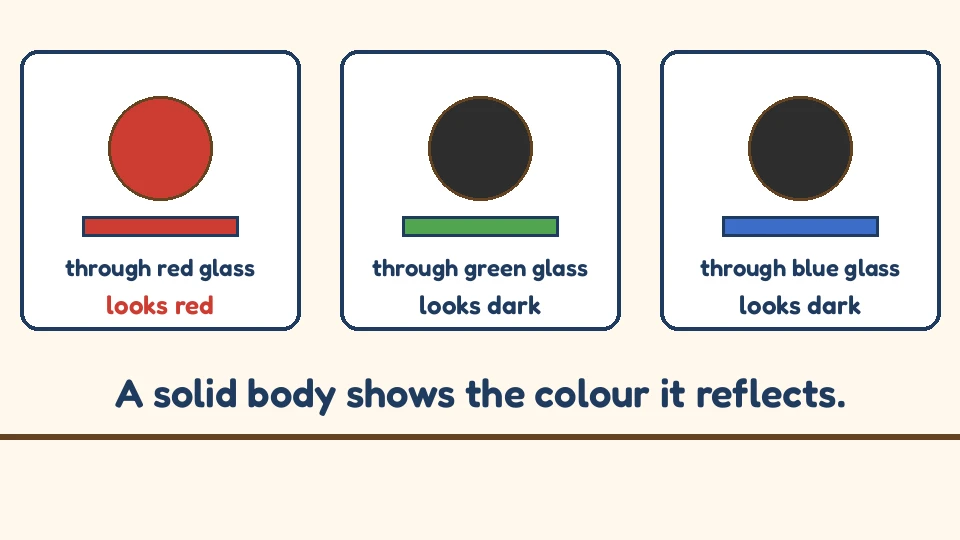 through red glass
looks red
through green glass
looks dark
through blue glass
looks dark
A solid body shows the colour it reflects.